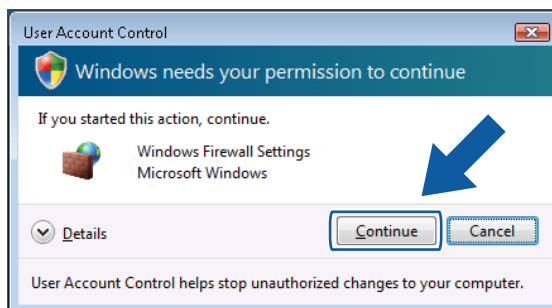 User Account Control
Windows needs your permission to continue
If you started this action, continue.
Windows Firewall Settings
Microsoft Windows
Details
Continue
Cancel
User Account Control helps stop unauthorized changes to your computer.